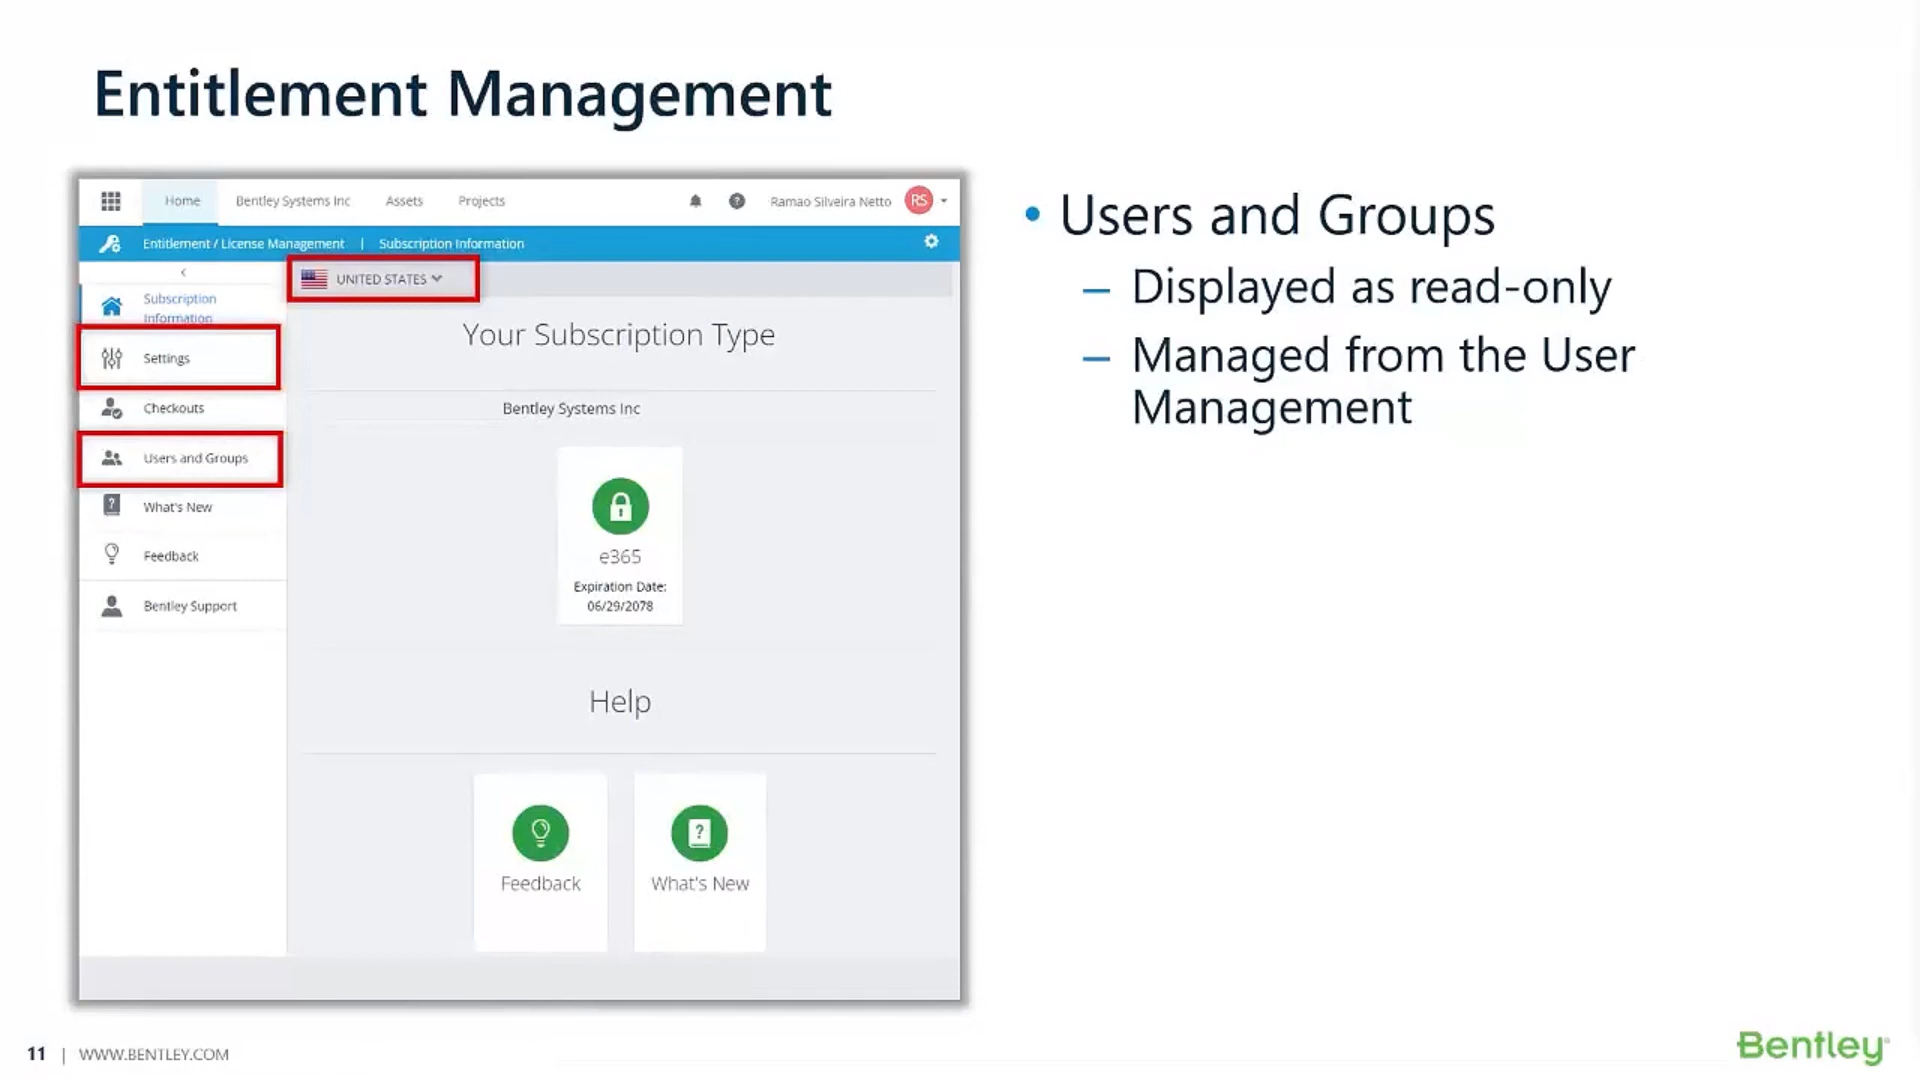 Entitlement Management
Home Bentley Systems Inc Assets Projects ? Ramao Silveira Netto RS
Entitlement / License Management | Subscription Information
UNITED STATES
Subscription
Information
Settings
Checkouts
Users and Groups
? What's New
Feedback
Bentley Support
Your Subscription Type
Bentley Systems Inc
e365
Expiration Date:
06/29/2078
Help
Feedback
?
What's New
• Users and Groups
– Displayed as read-only
– Managed from the User
Management
11 | WWW.BENTLEY.COM
Bentley